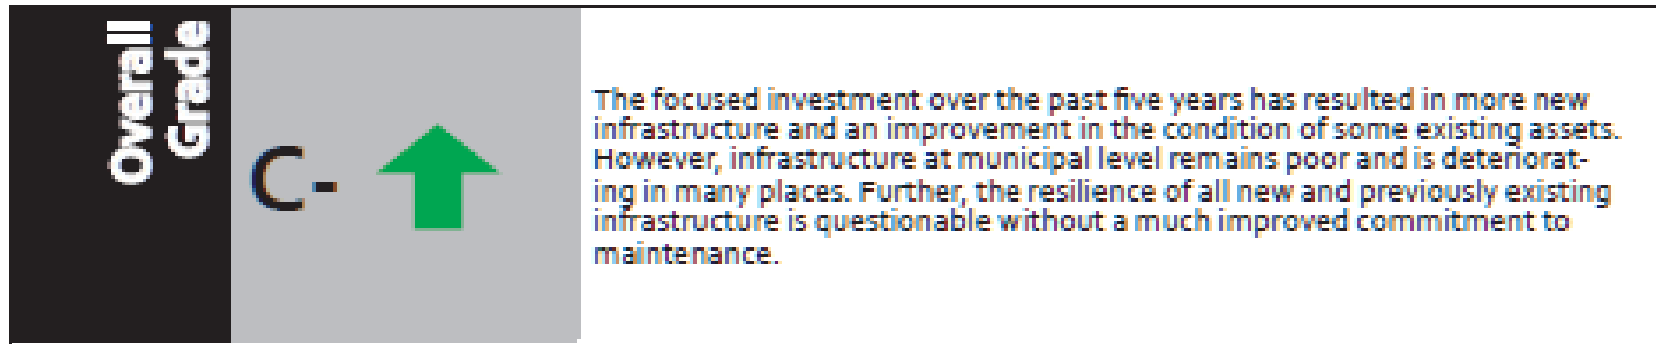 Overall
Grade
C-
The focused investment over the past five years has resulted in more new
infrastructure and an improvement in the condition of some existing assets.
However, infrastructure at municipal level remains poor and is deteriorat-
ing in many places. Further, the resilience of all new and previously existing
infrastructure is questionable without a much improved commitment to
maintenance.